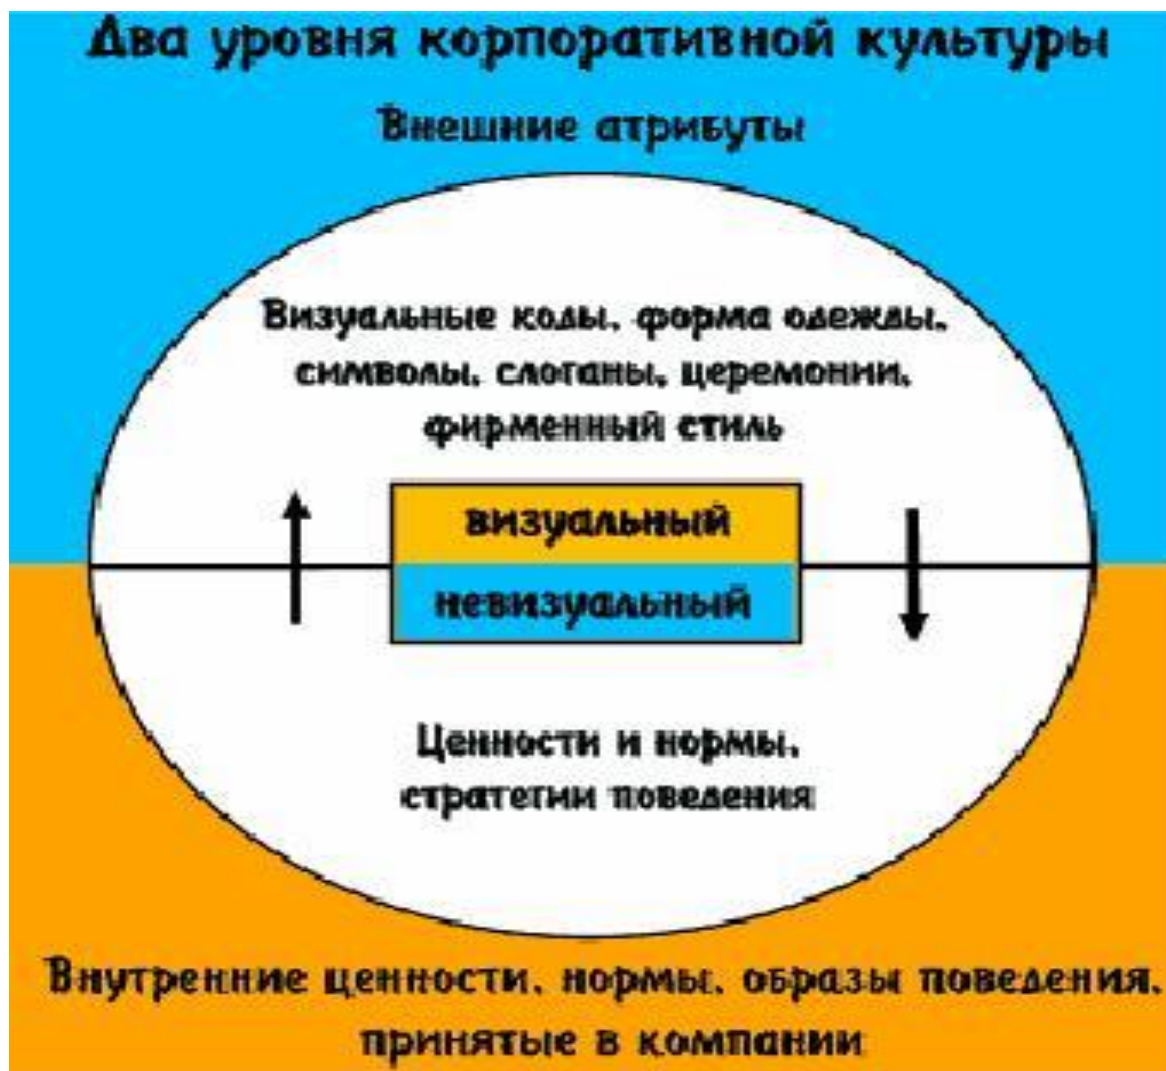 Два уровня корпоративной культуры
Внешние атрибуты
Визуальные коды, форма одежды,
символы, слоганы, церемонии,
фирменный стиль
визуальный
невизуальный
Ценности и нормы,
стратегии поведения
Внутренние ценности, нормы, образы поведения,
принятые в компании